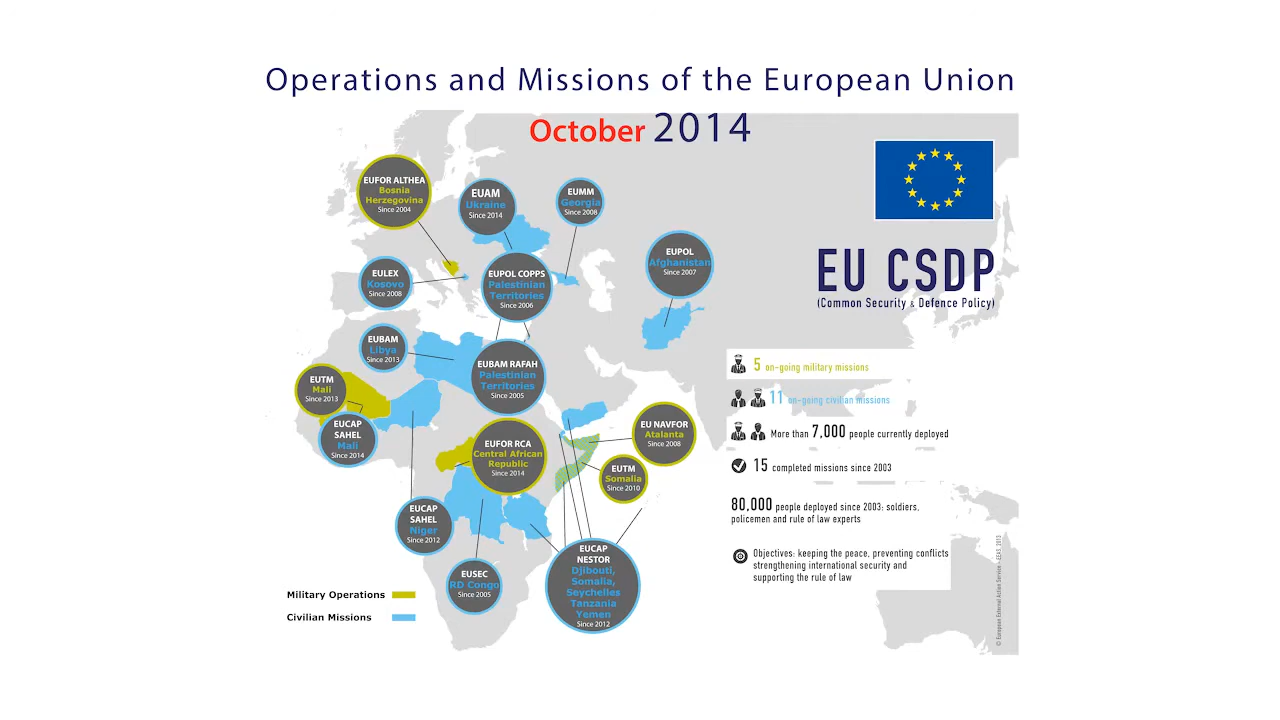 Operations and Missions of the European Union
October 2014
EUFOR ALTHEA
Bosnia
Herzegovina
Since 2004
EUAM
Ukraine
Since 2014
EUMM
Georgia
Since 2008
EUPOL
Afghanistan
Since 2007
EULEX
Kosovo
Since 2008
EUPOL COPPS
Palestinian
Territories
Since 2006
EUBAM
Libya
Since 2013
EUBAM RAFAH
Palestinian
Territories
Since 2005
EUTM
Mali
Since 2013
EUCAP
SAHEL
Mali
Since 2014
EUFOR RCA
Central African
Republic
Since 2014
EU NAVFOR
Atalanta
Since 2008
EUTM
Somalia
Since 2010
EUCAP
SAHEL
Niger
Since 2012
EUSEC
RD Congo
Since 2005
EUCAP
NESTOR
Djibouti,
Somalia,
Seychelles
Tanzania
Yemen
Since 2012
Military Operations
Civilian Missions
EU CSDP
(Common Security & Defence Policy)
5 on-going military missions
11 on-going civilian missions
More than 7,000 people currently deployed
15 completed missions since 2003
80,000 people deployed since 2003: soldiers,
policemen and rule of law experts
Objectives: keeping the peace, preventing conflicts
strengthening international security and
supporting the rule of law
© European External Action Service - EEAS, 2013